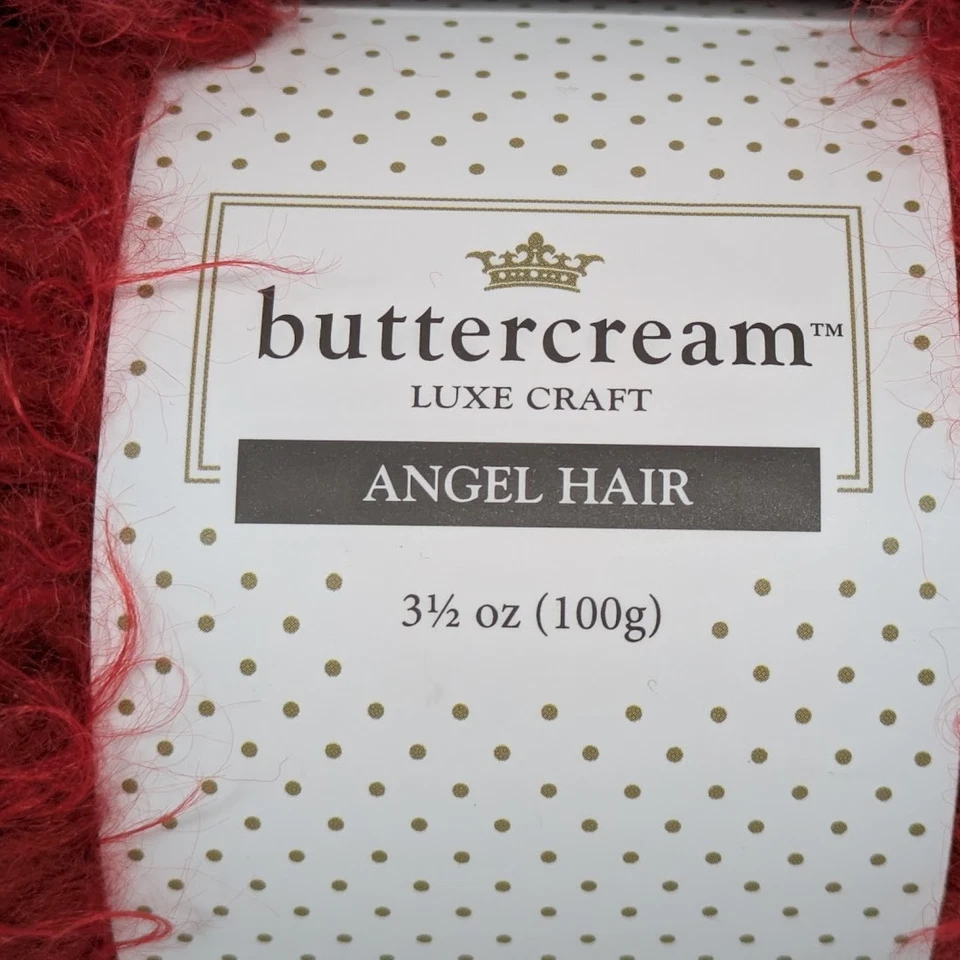 buttercream™
LUXE CRAFT
ANGEL HAIR
3½ oz (100g)